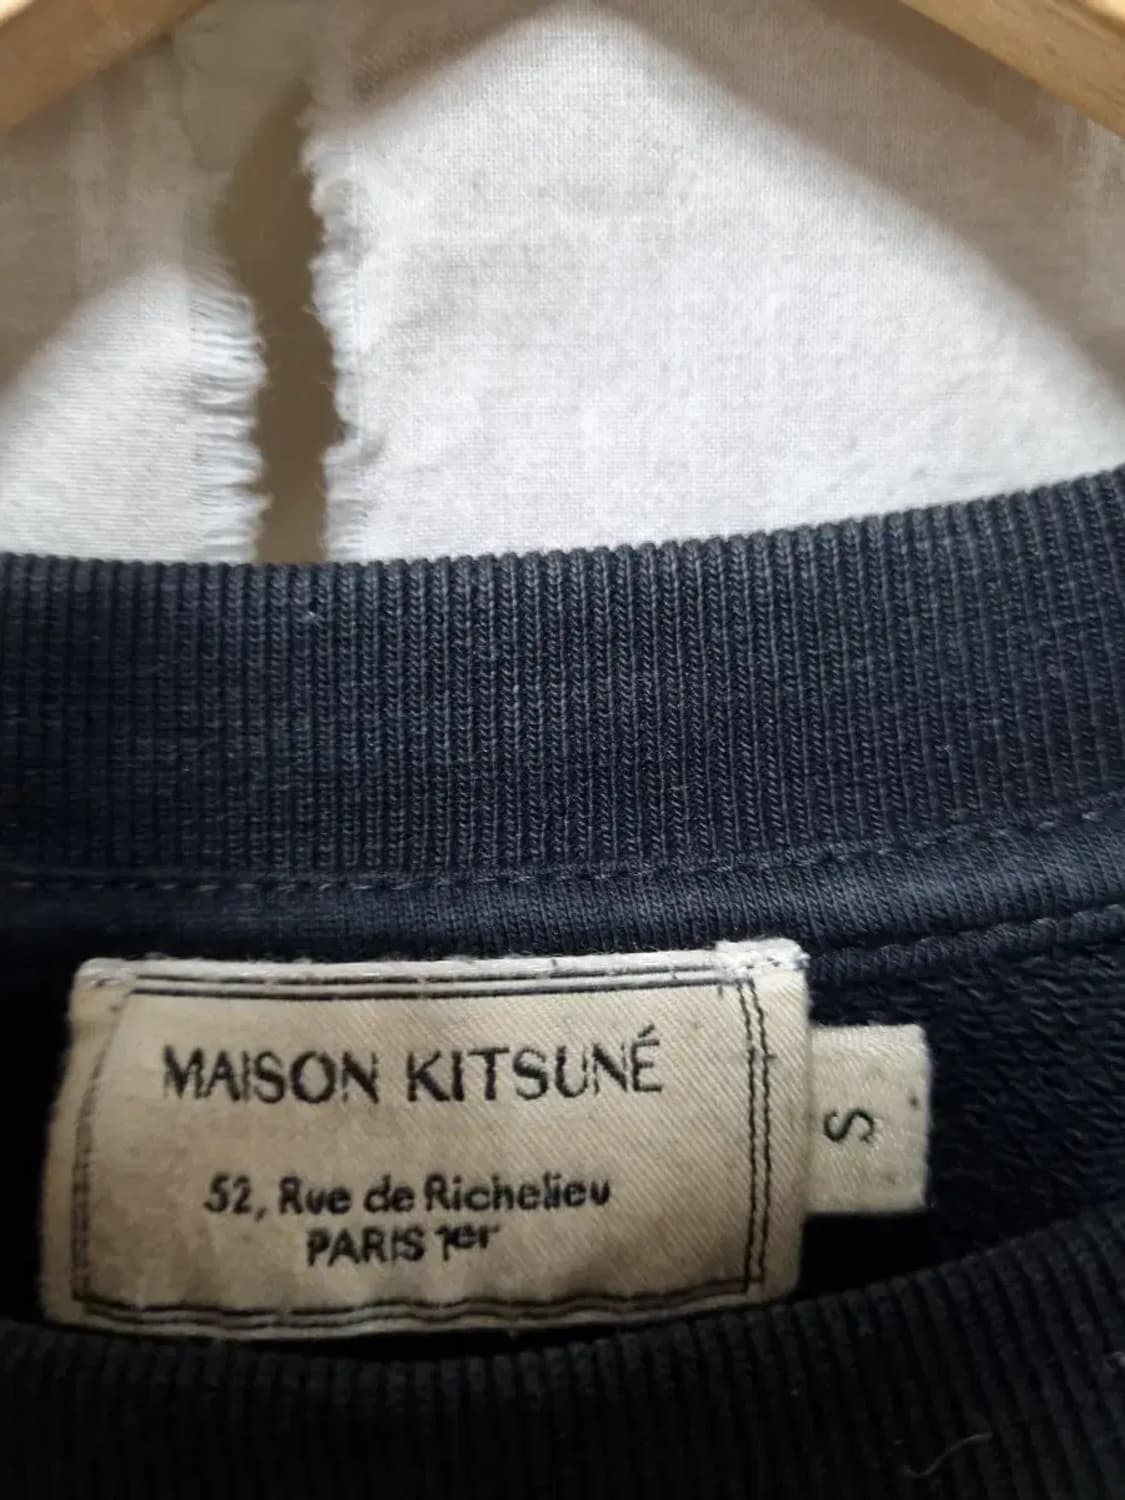 MAISON KITSUNÉ
52, Rue de Richelieu
PARIS 1er
S